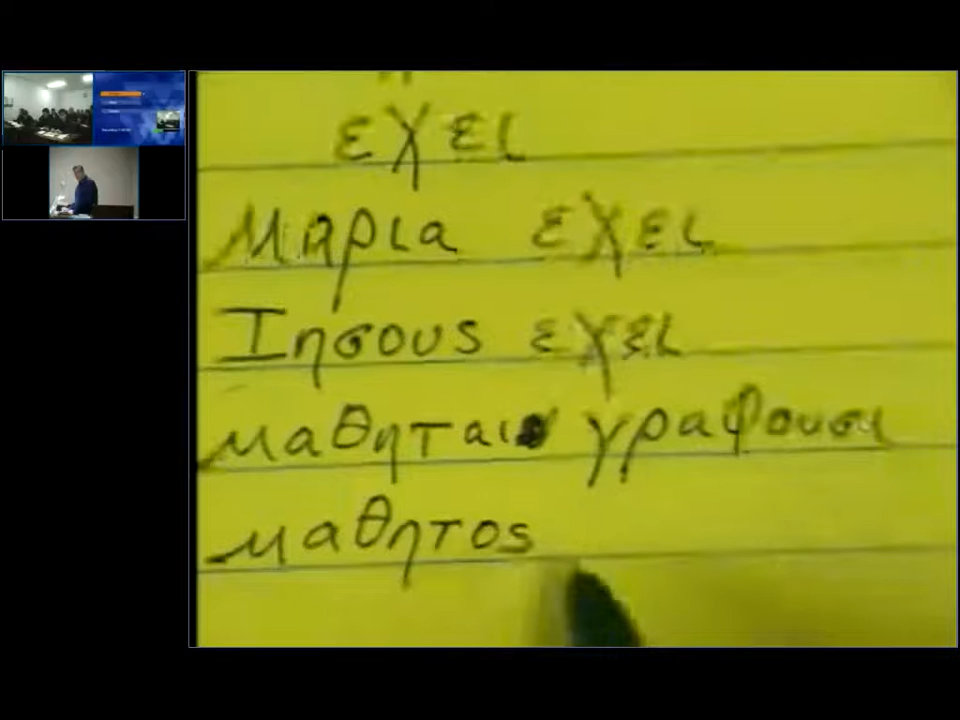 εχει
Μαρια εχει
Ιησους εχει
μαθηται γραφουσι
μαθητος